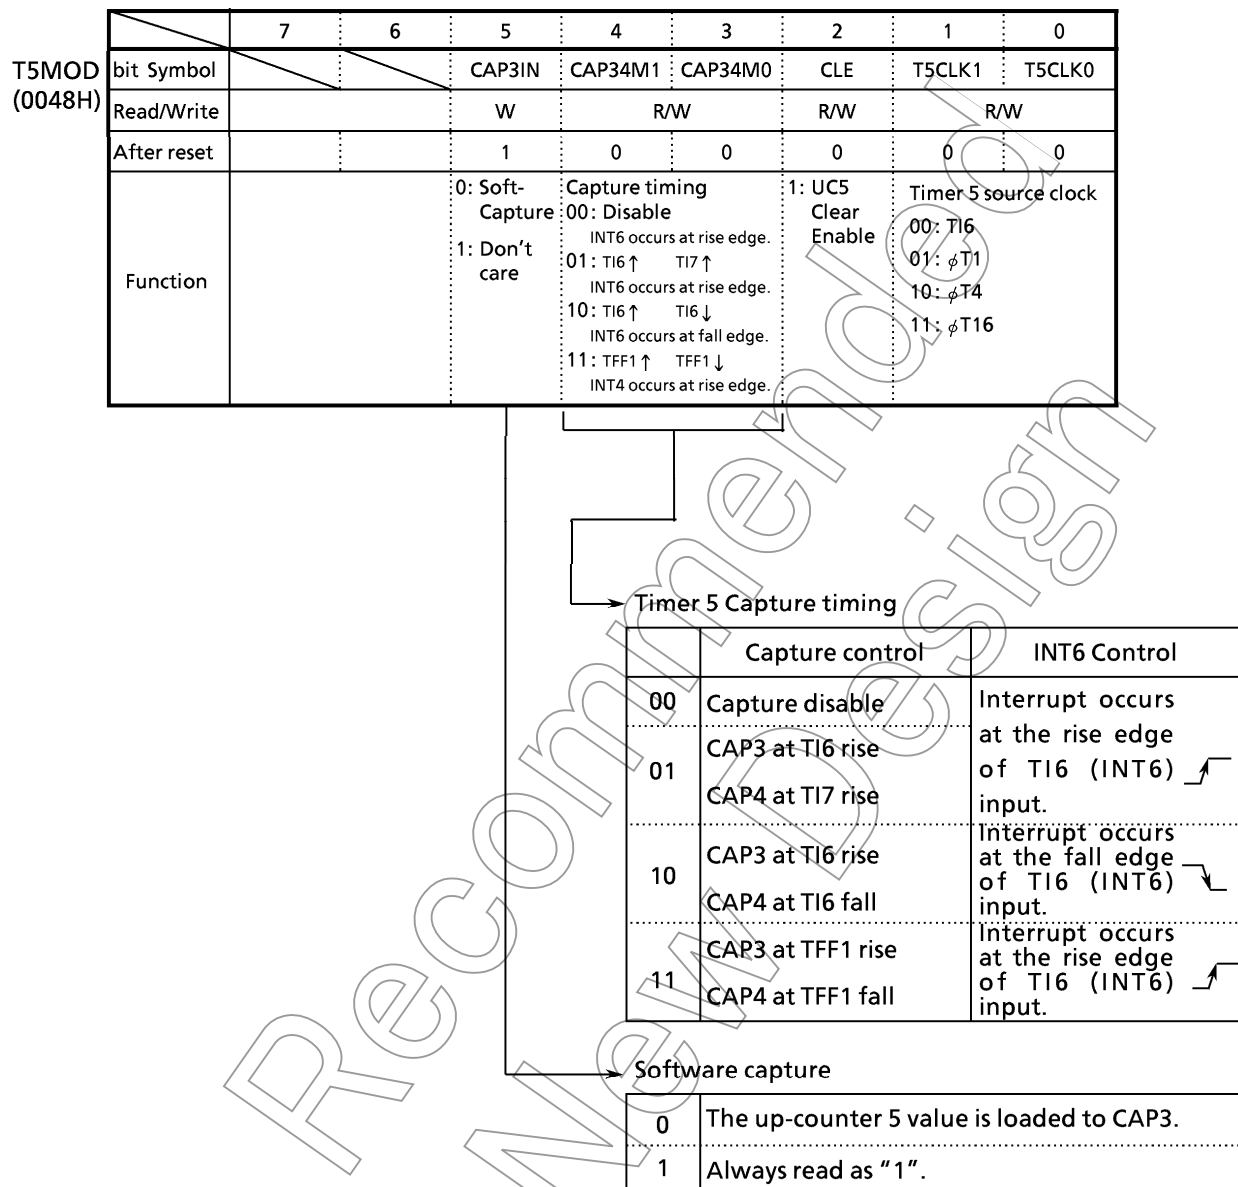 7 6 5 4 3 2 1 0
T5MOD
(0048H)
bit Symbol CAP3IN CAP34M1 CAP34M0 CLE T5CLK1 T5CLK0
Read/Write W R/W R/W R/W
After reset 1 0 0 0 0 0
Function
0: Soft-
Capture
1: Don't
care
Capture timing
00: Disable
INT6 occurs at rise edge.
01: TI6↑ TI7↑
INT6 occurs at rise edge.
10: TI6↑ TI6↓
INT6 occurs at fall edge.
11: TFF1↑ TFF1↓
INT4 occurs at rise edge.
1: UC5
Clear
Enable
Timer 5 source clock
00: TI6
01: ϕT1
10: ϕT4
11: ϕT16
Timer 5 Capture timing
Capture control INT6 Control
00 Capture disable
01 CAP3 at TI6 rise
CAP4 at TI7 rise
Interrupt occurs
at the rise edge
of TI6 (INT6)
input.
10 CAP3 at TI6 rise
CAP4 at TI6 fall
Interrupt occurs
at the fall edge
of TI6 (INT6)
input.
11 CAP3 at TFF1 rise
CAP4 at TFF1 fall
Interrupt occurs
at the rise edge
of TI6 (INT6)
input.
Software capture
0 The up-counter 5 value is loaded to CAP3.
1 Always read as "1".
Recommended
New Design